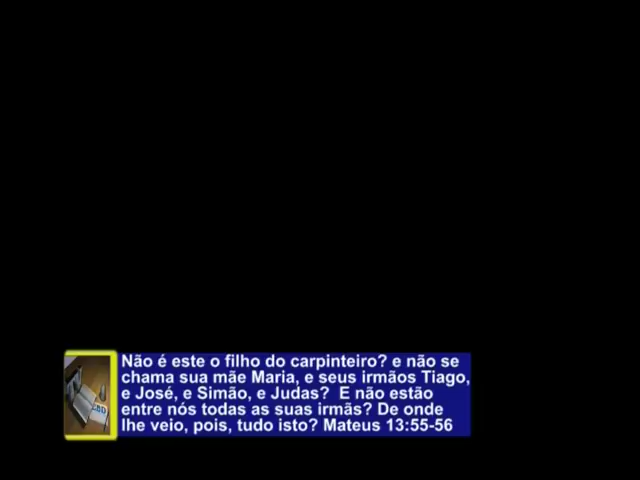 Não é este o filho do carpinteiro? e não se
chama sua mãe Maria, e seus irmãos Tiago,
e José, e Simão, e Judas?  E não estão
entre nós todas as suas irmãs? De onde
lhe veio, pois, tudo isto? Mateus 13:55-56